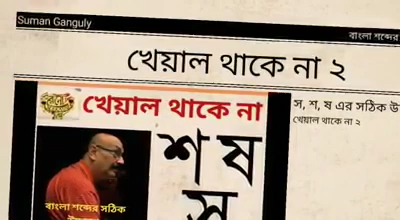 Suman Ganguly
বাংলা শব্দের
খেয়াল থাকে না ২
খেয়াল থাকে না
স, শ, ষ এর সঠিক
খেয়াল থাকে না ২
শ ষ
স
বাংলা শব্দের সঠিক